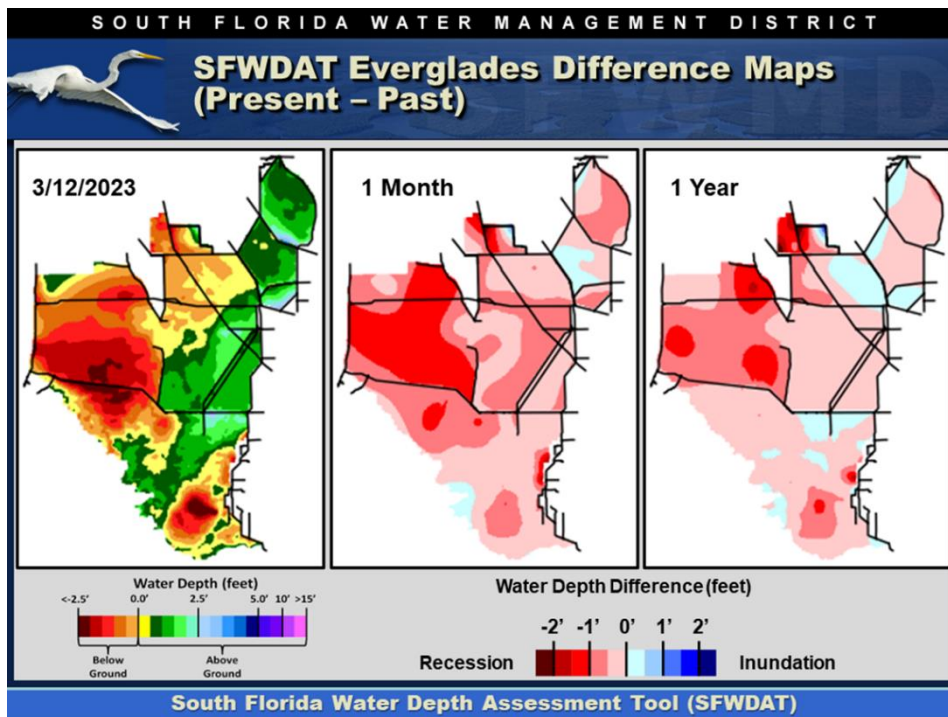 SOUTH FLORIDA WATER MANAGEMENT DISTRICT
SFWDAT Everglades Difference Maps
(Present – Past)
SFWMD
3/12/2023
1 Month
1 Year
Water Depth (feet)
<-2.5' 0.0' 2.5' 5.0' 10' >15'
Below
Ground
Above
Ground
Water Depth Difference (feet)
-2' -1' 0' 1' 2'
Recession
Inundation
South Florida Water Depth Assessment Tool (SFWDAT)